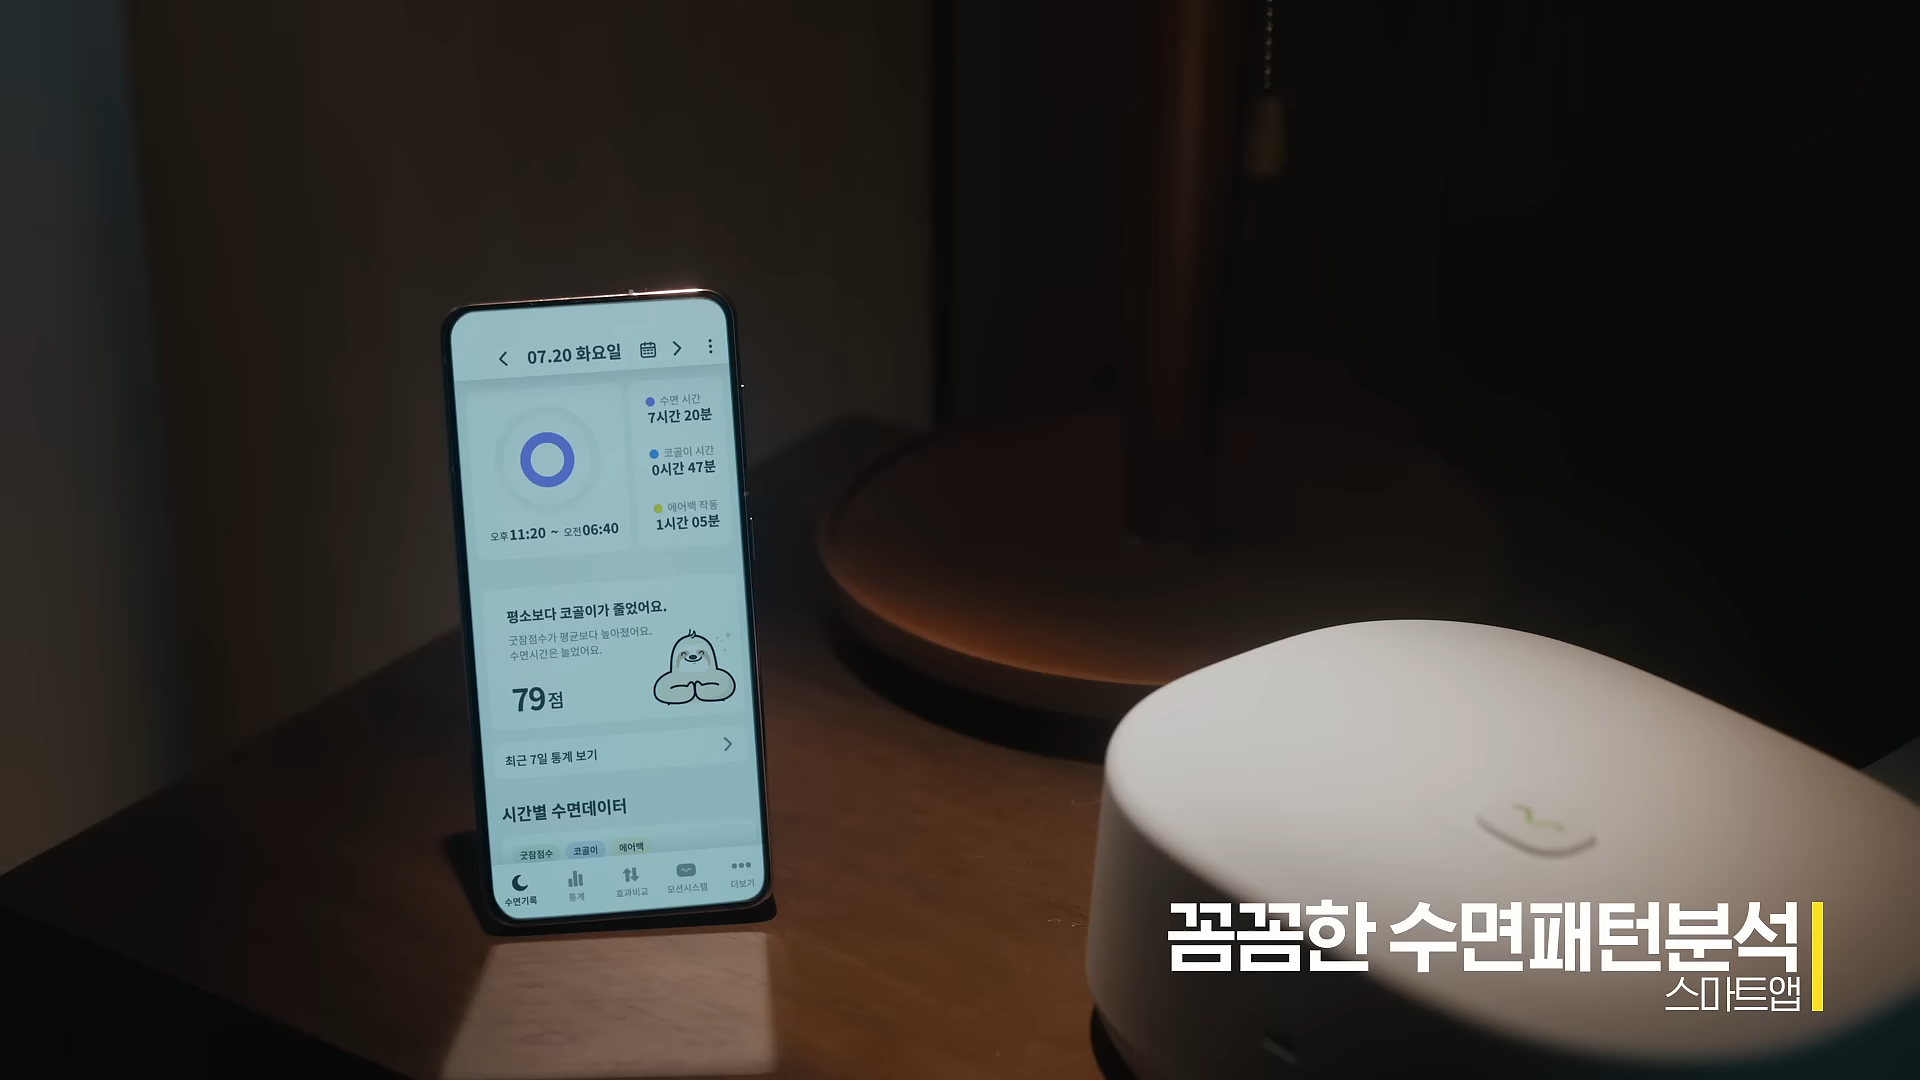 07.20 화요일
수면 시간
7시간 20분
코골이 시간
0시간 47분
에어백 작동
1시간 05분
오후11:20 ~ 오전06:40
평소보다 코골이가 줄었어요.
굿잠점수가 평균보다 높아졌어요.
수면시간은 늘었어요.
79점
최근 7일 통계 보기
시간별 수면데이터
굿잠점수 코골이 에어백
수면기록 통계 효과비교 모션시스템 더보기
꼼꼼한 수면패턴분석
스마트앱